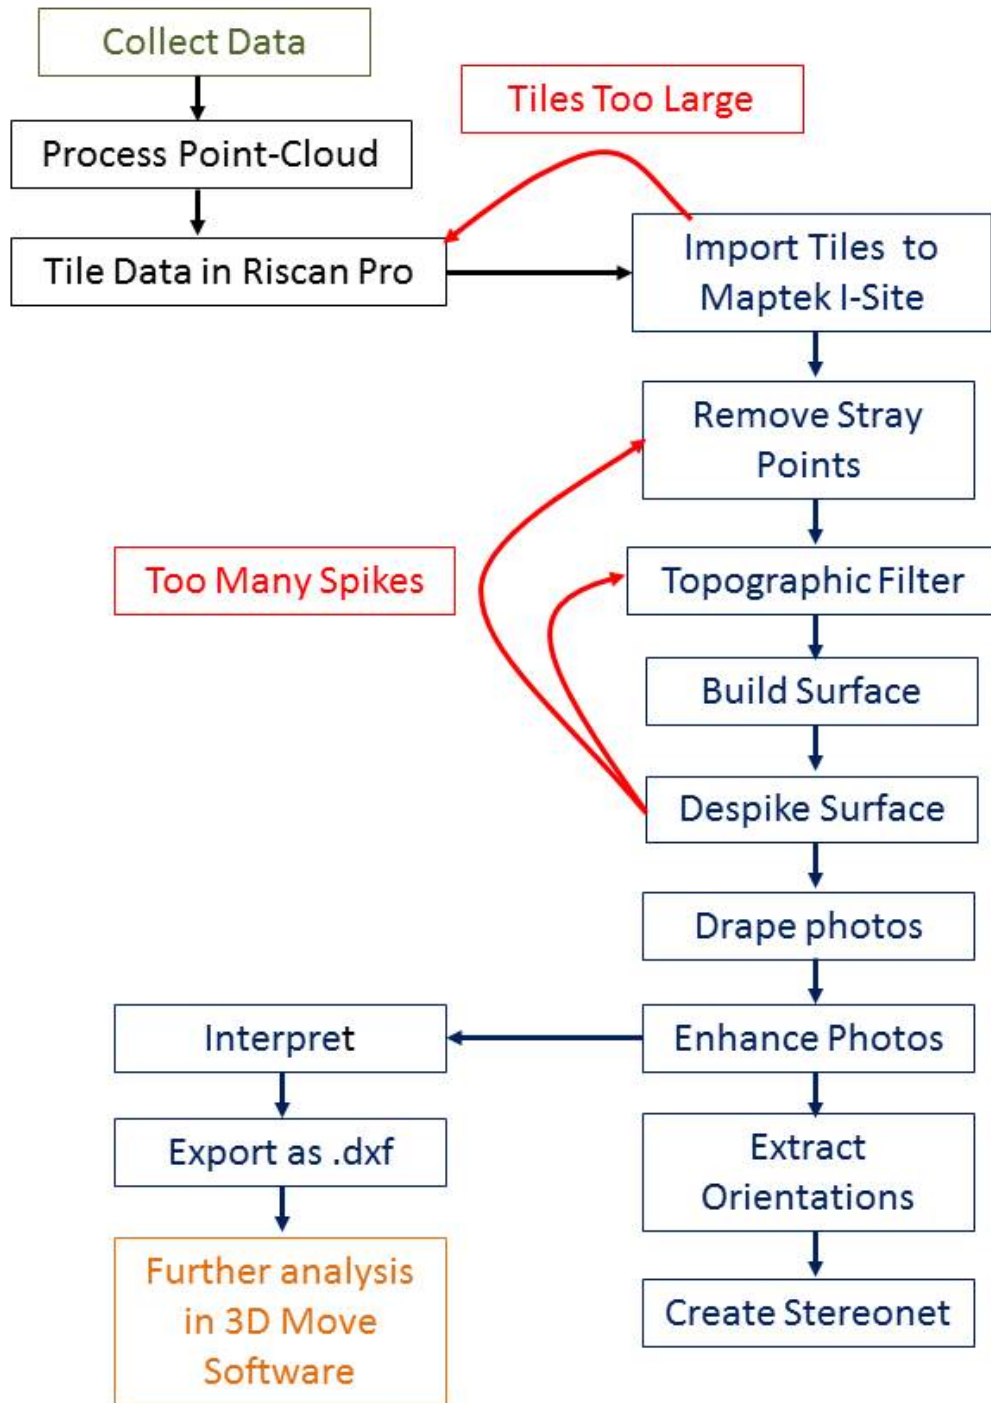 Collect Data
Tiles Too Large
Process Point-Cloud
Tile Data in Riscan Pro
Import Tiles to
Maptek I-Site
Remove Stray
Points
Too Many Spikes
Topographic Filter
Build Surface
Despike Surface
Drape photos
Enhance Photos
Interpret
Export as .dxf
Further analysis
in 3D Move
Software
Extract
Orientations
Create Stereonet